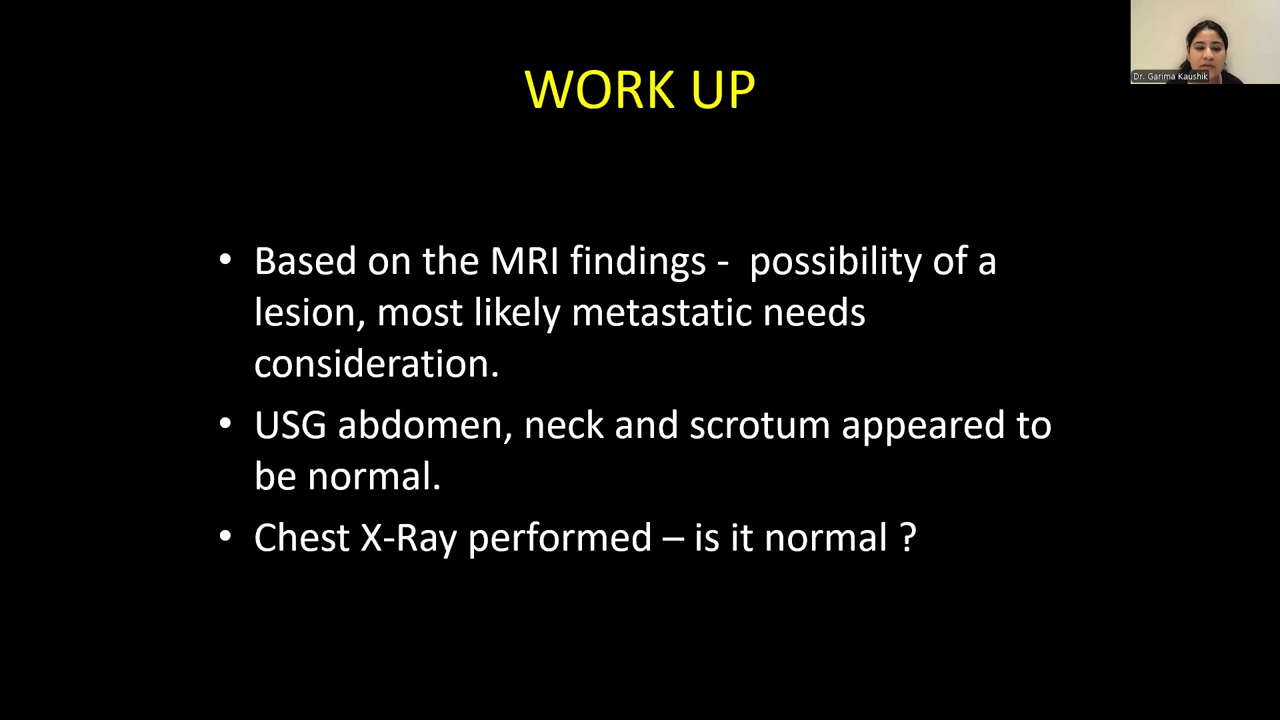 WORK UP
Dr. Garima Kaushik
• Based on the MRI findings - possibility of a
lesion, most likely metastatic needs
consideration.
• USG abdomen, neck and scrotum appeared to
be normal.
• Chest X-Ray performed – is it normal ?